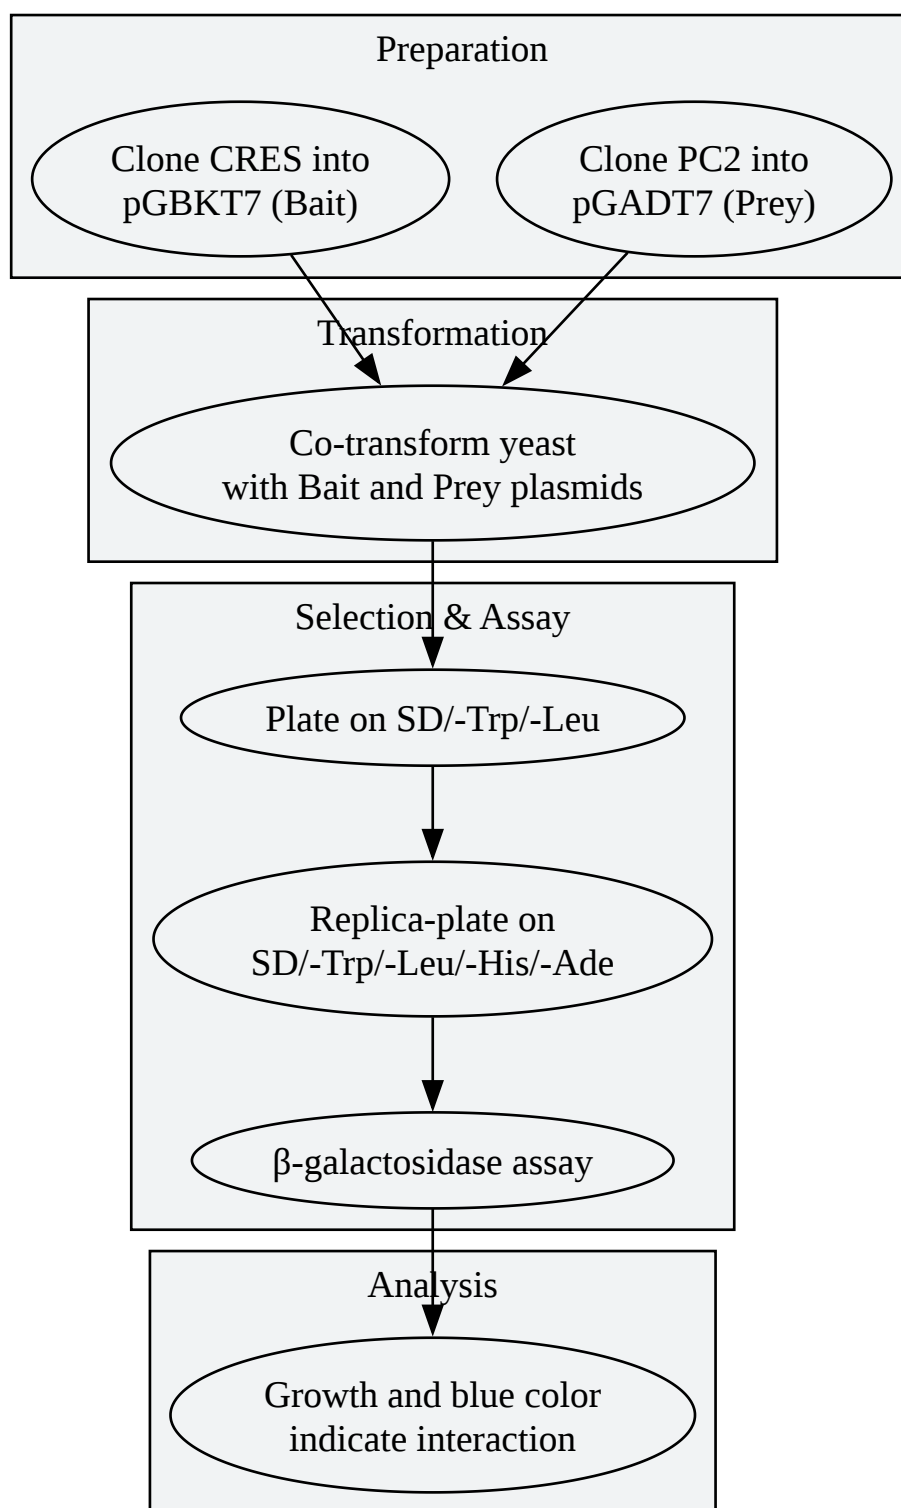 Preparation
Clone CRES into
pGBKT7 (Bait)
Clone PC2 into
pGADT7 (Prey)
Transformation
Co-transform yeast
with Bait and Prey plasmids
Selection & Assay
Plate on SD/-Trp/-Leu
Replica-plate on
SD/-Trp/-Leu/-His/-Ade
β-galactosidase assay
Analysis
Growth and blue color
indicate interaction